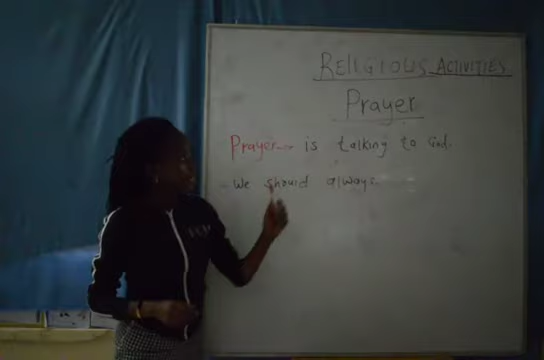 RELIGIOUS ACTIVITIES
Prayer
Prayer - is talking to God.
- We should always